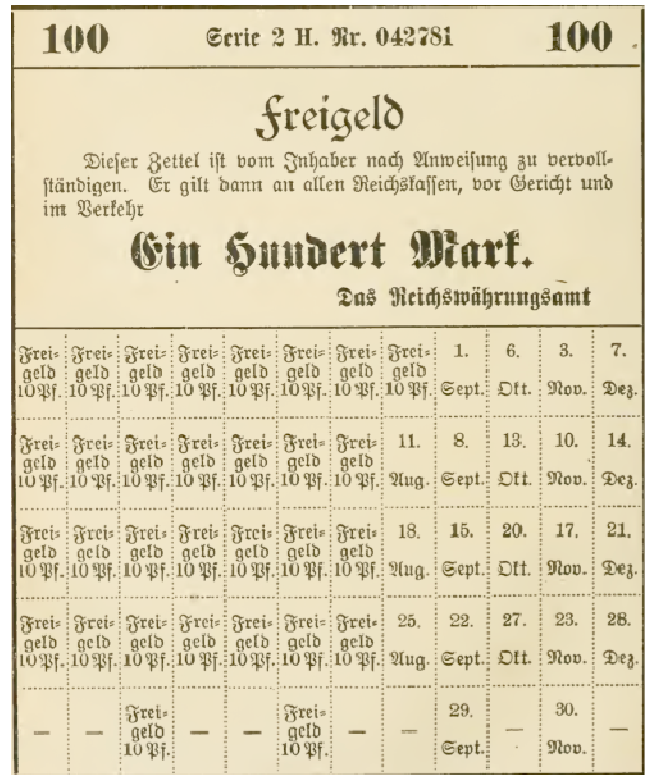 100 Serie 2 H. Nr. 042781 100
Freigeld
Dieser Zettel ist vom Inhaber nach Anweisung zu vervoll-
ständigen. Er gilt dann an allen Reichskassen, vor Gericht und
im Verkehr
Ein Hundert Mark.
Das Reichswährungsamt
Frei- Frei- Frei- Frei- Frei- Frei- Frei- Frei- 1. 6. 3. 7.
geld geld geld geld geld geld geld geld
10 Pf. 10 Pf. 10 Pf. 10 Pf. 10 Pf. 10 Pf. 10 Pf. 10 Pf. Sept. Okt. Nov. Dez.
Frei- Frei- Frei- Frei- Frei- Frei- Frei- 11. 8. 13. 10. 14.
geld geld geld geld geld geld geld
10 Pf. 10 Pf. 10 Pf. 10 Pf. 10 Pf. 10 Pf. 10 Pf. Aug. Sept. Okt. Nov. Dez.
Frei- Frei- Frei- Frei- Frei- Frei- Frei- 18. 15. 20. 17. 21.
geld geld geld geld geld geld geld
10 Pf. 10 Pf. 10 Pf. 10 Pf. 10 Pf. 10 Pf. 10 Pf. Aug. Sept. Okt. Nov. Dez.
Frei- Frei- Frei- Frei- Frei- Frei- Frei- 25. 22. 27. 23. 28.
geld geld geld geld geld geld geld
10 Pf. 10 Pf. 10 Pf. 10 Pf. 10 Pf. 10 Pf. 10 Pf. Aug. Sept. Okt. Nov. Dez.
Frei- Frei- 29. 30.
— — geld — — geld — — — —
10 Pf. 10 Pf. Sept. Nov.